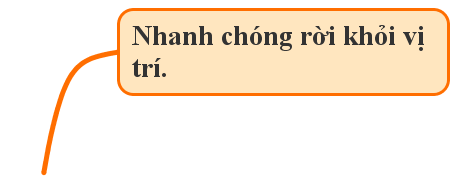 Nhanh chóng rời khỏi vị
trí.